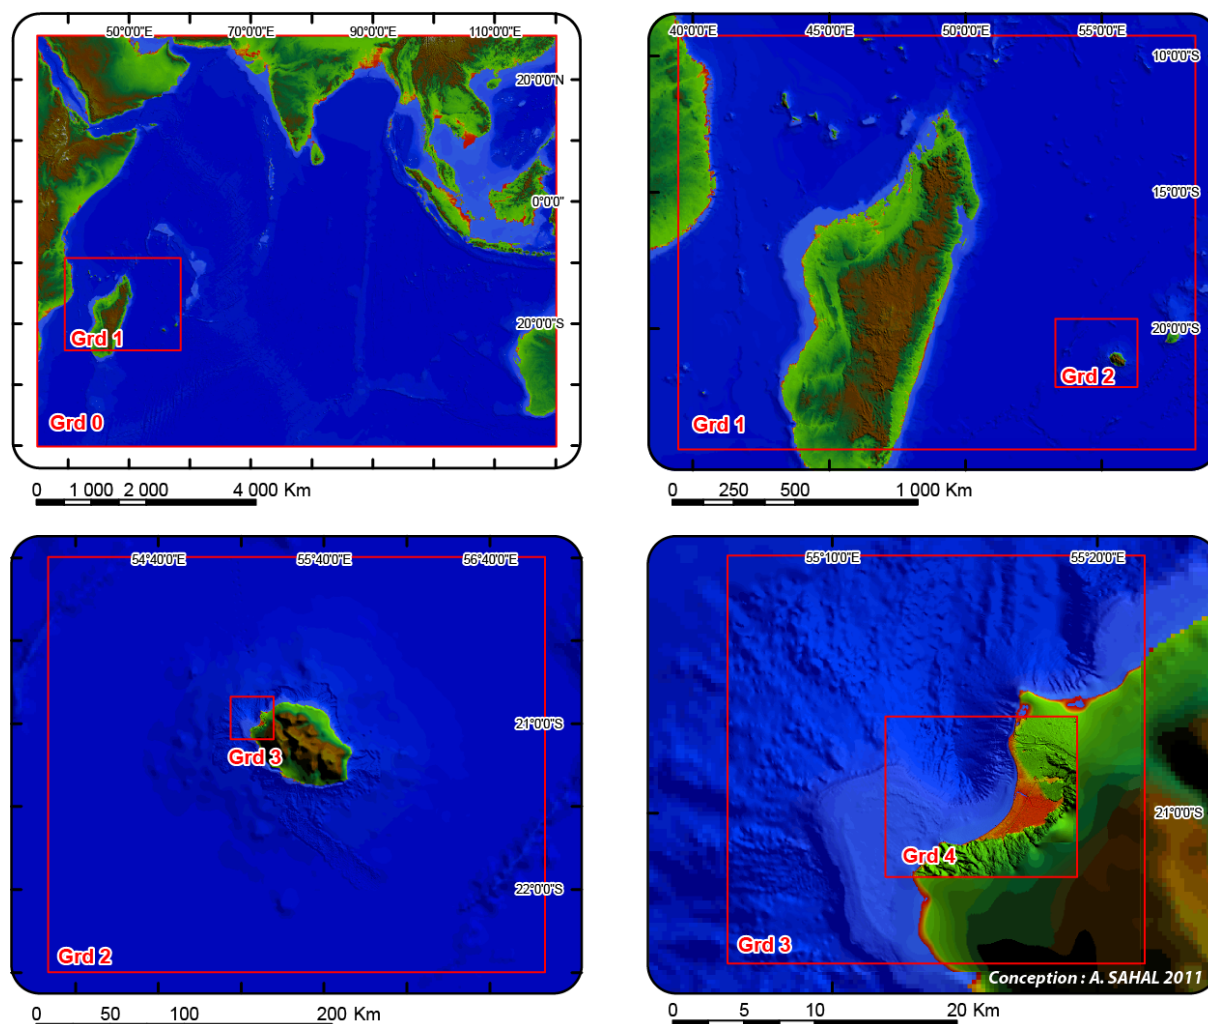 50°0'0"E 70°0'0"E 90°0'0"E 110°0'0"E
20°0'0"N
0°0'0"
20°0'0"S
Grd 1
Grd 0
0 1 000 2 000 4 000 Km
40°0'0"E 45°0'0"E 50°0'0"E 55°0'0"E
10°0'0"S
15°0'0"S
20°0'0"S
Grd 2
Grd 1
0 250 500 1 000 Km
54°40'0"E 55°40'0"E 56°40'0"E
21°0'0"S
Grd 3
22°0'0"S
Grd 2
0 50 100 200 Km
55°10'0"E 55°20'0"E
21°0'0"S
Grd 4
Grd 3
Conception : A. SAHAL 2011
0 5 10 20 Km